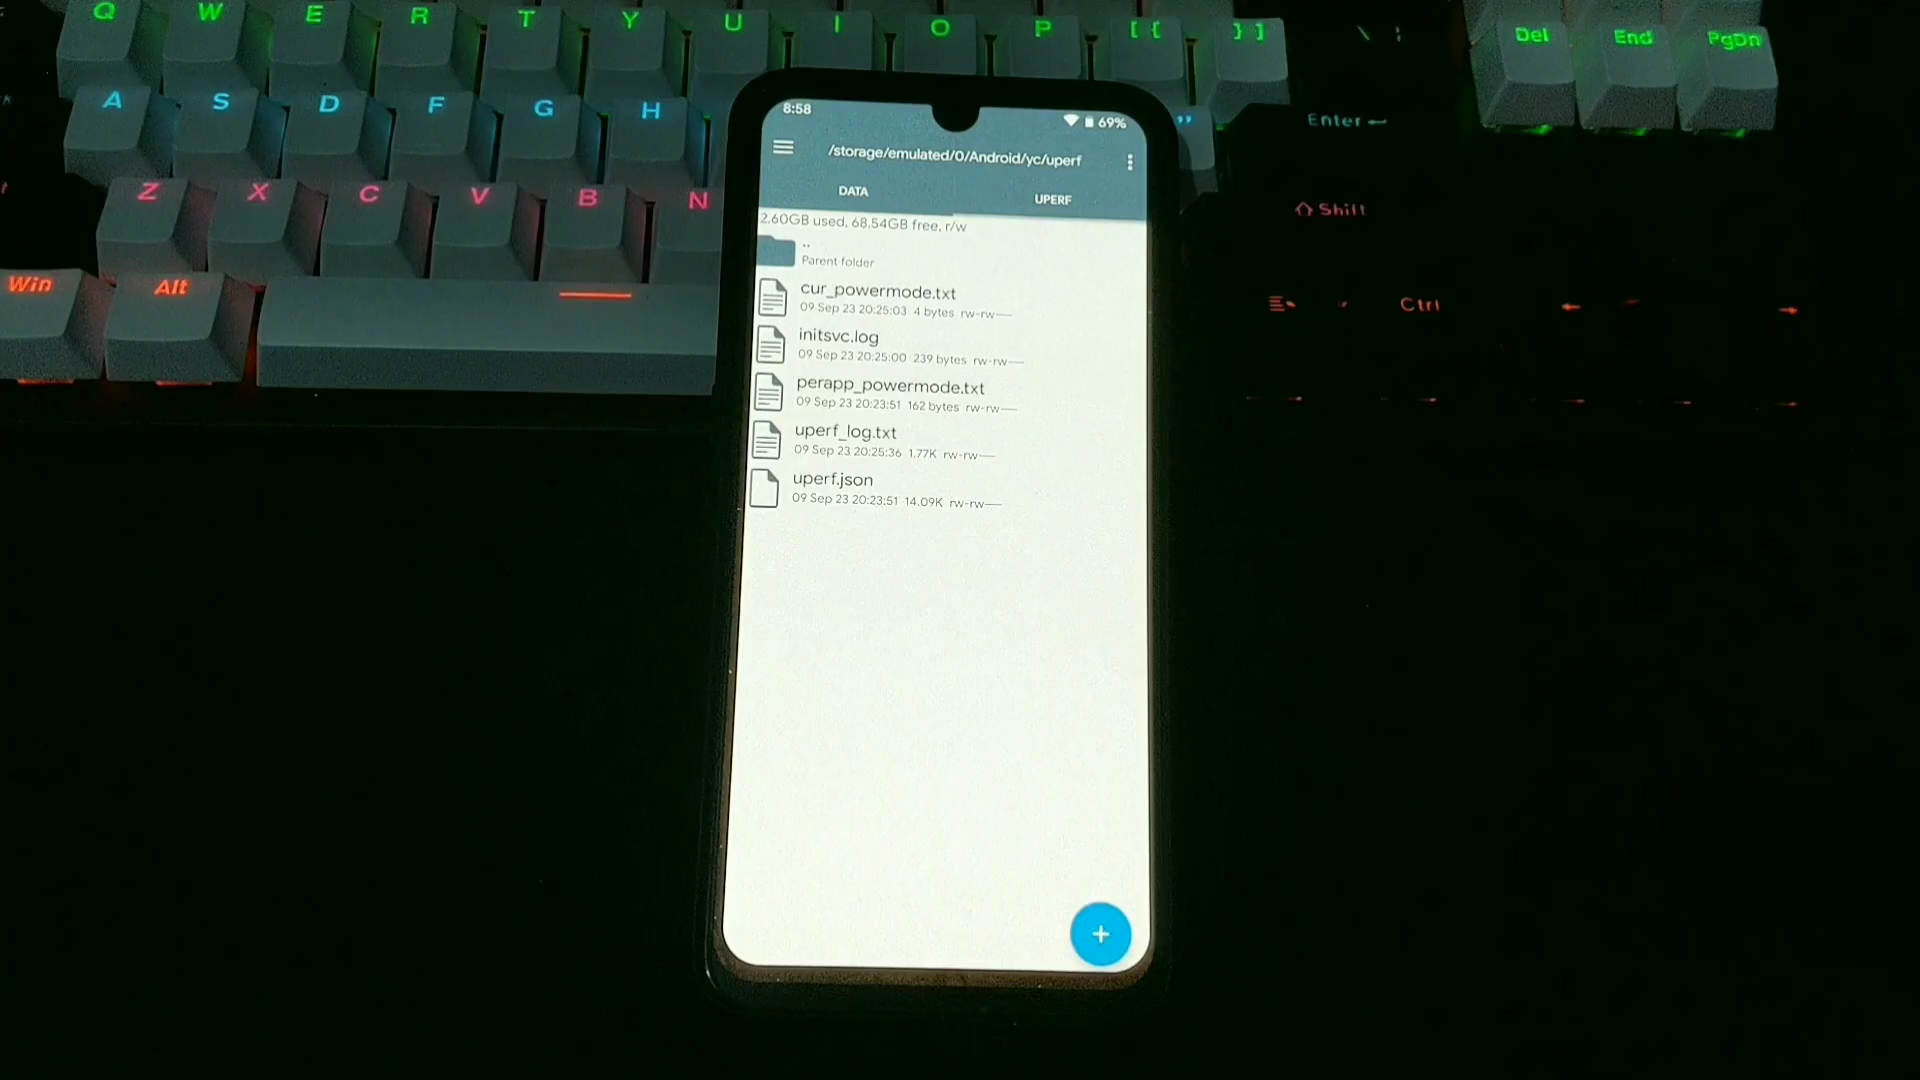 Q W E R T Y U I O P [ { } ] \ ¦ Del End PgDn
A S D F G H " Enter
Z X C V B N Shift
Win Alt Ctrl
8:58 69%
/storage/emulated/0/Android/yc/uperf
DATA UPERF
2.60GB used, 68.54GB free, r/w
..
Parent folder
cur_powermode.txt
09 Sep 23 20:25:03 4 bytes rw-rw----
initsvc.log
09 Sep 23 20:25:00 239 bytes rw-rw----
perapp_powermode.txt
09 Sep 23 20:23:51 162 bytes rw-rw----
uperf_log.txt
09 Sep 23 20:25:36 1.77K rw-rw----
uperf.json
09 Sep 23 20:23:51 14.09K rw-rw----
+